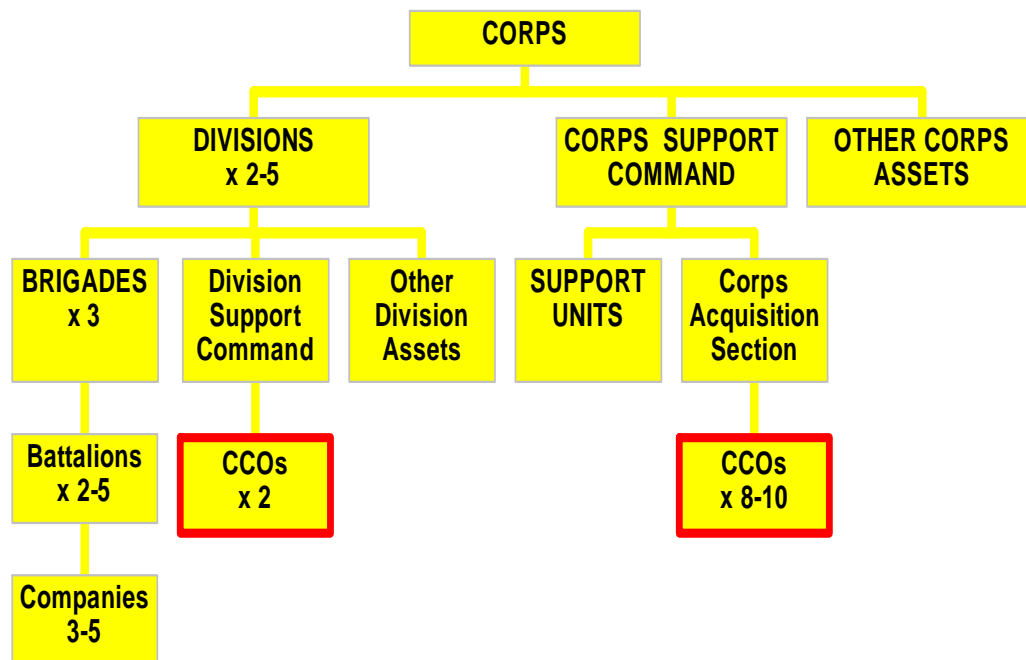 CORPS
DIVISIONS
x 2-5
CORPS SUPPORT
COMMAND
OTHER CORPS
ASSETS
BRIGADES
x 3
Division
Support
Command
Other
Division
Assets
SUPPORT
UNITS
Corps
Acquisition
Section
Battalions
x 2-5
CCOs
x 2
CCOs
x 8-10
Companies
3-5